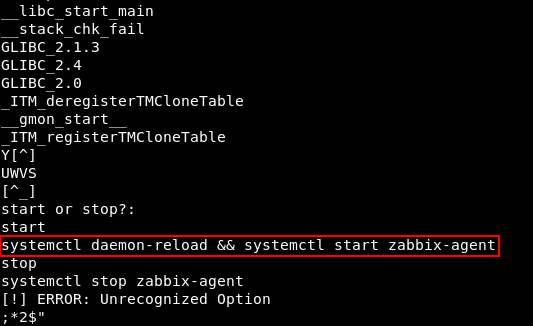 __libc_start_main
__stack_chk_fail
GLIBC_2.1.3
GLIBC_2.4
GLIBC_2.0
_ITM_deregisterTMCloneTable
__gmon_start__
_ITM_registerTMCloneTable
Y[^]
UWVS
[^_]
start or stop?:
start
systemctl daemon-reload && systemctl start zabbix-agent
stop
systemctl stop zabbix-agent
[!] ERROR: Unrecognized Option
;*2$"